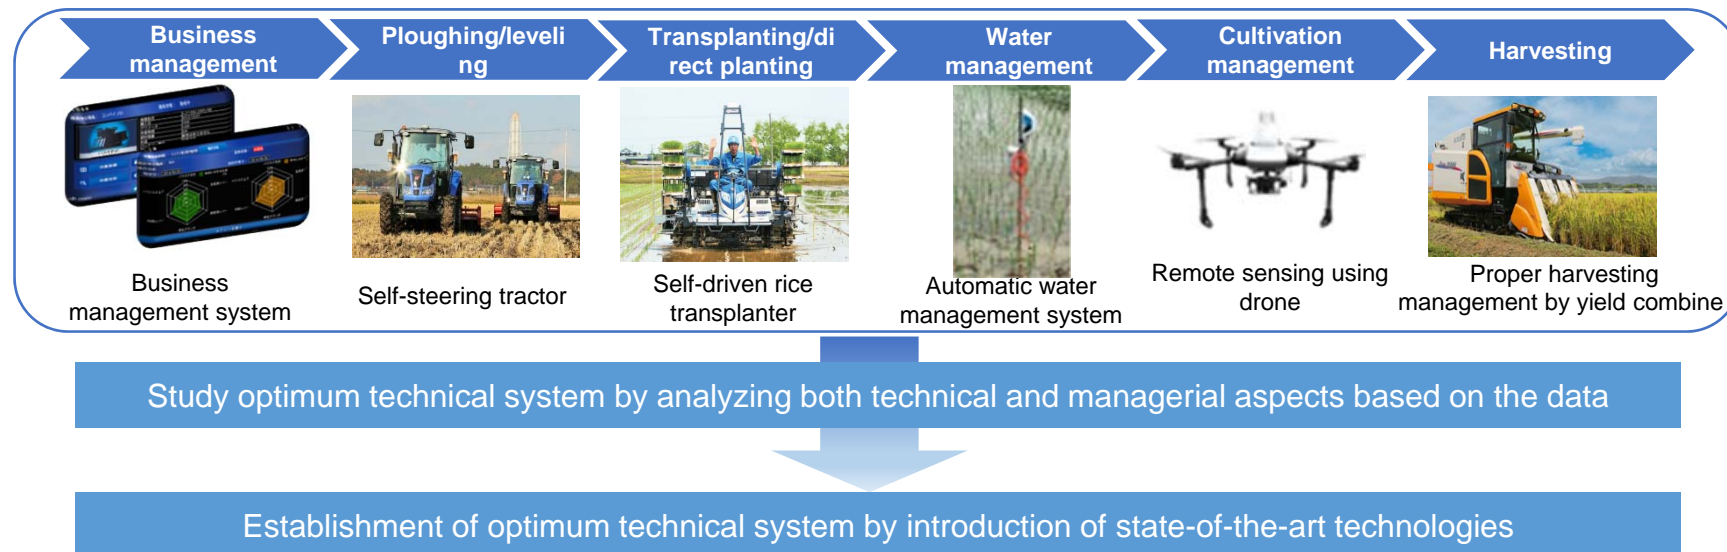 Business
management
Ploughing/leveli
ng
Transplanting/di
rect planting
Water
management
Cultivation
management
Harvesting
Business
management system
Self-steering tractor
Self-driven rice
transplanter
Automatic water
management system
Remote sensing using
drone
Proper harvesting
management by yield combine
Study optimum technical system by analyzing both technical and managerial aspects based on the data
Establishment of optimum technical system by introduction of state-of-the-art technologies